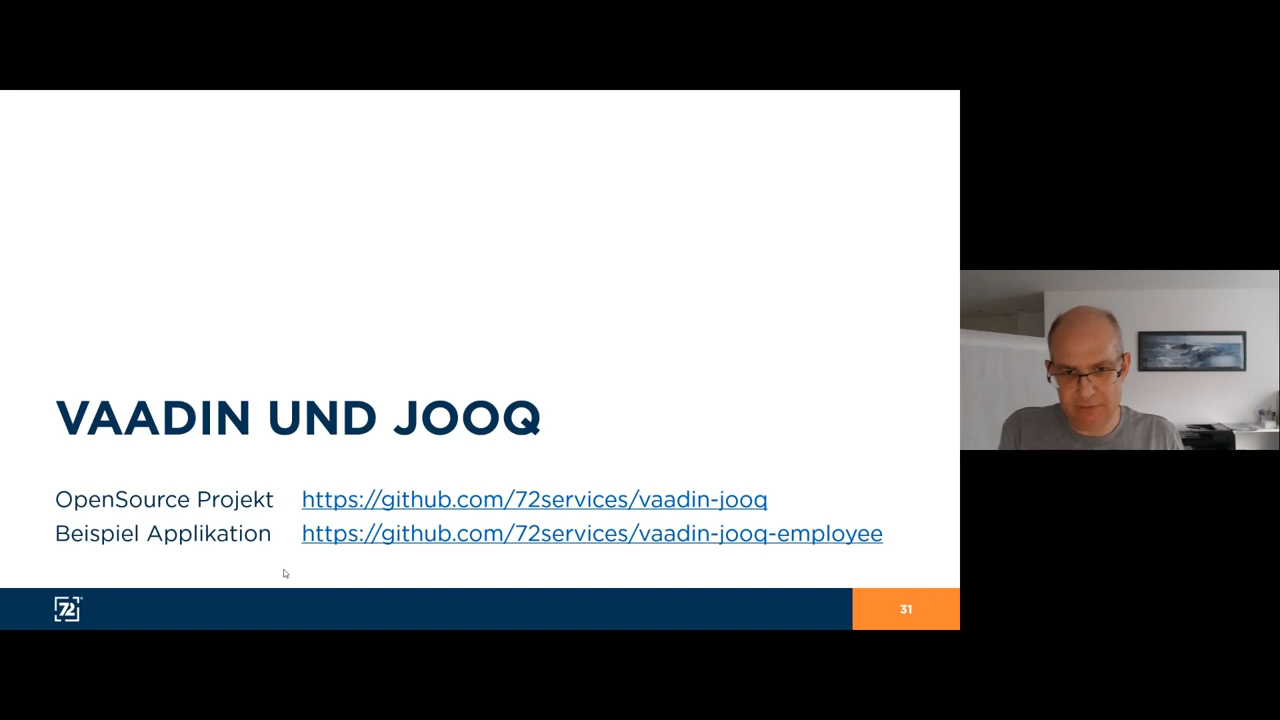 VAADIN UND JOOQ
OpenSource Projekt https://github.com/72services/vaadin-jooq
Beispiel Applikation https://github.com/72services/vaadin-jooq-employee
72
31